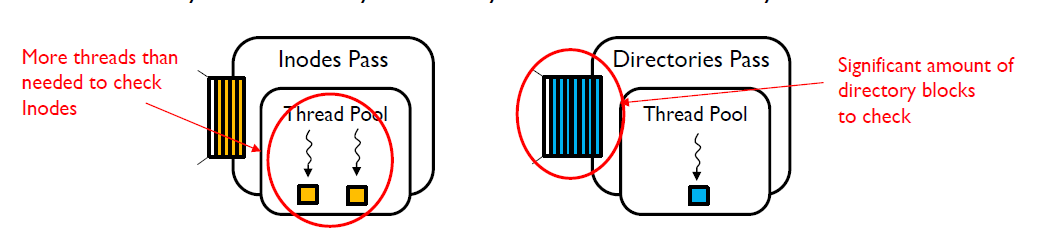 More threads than
needed to check
Inodes
Inodes Pass
Thread Pool
Directories Pass
Thread Pool
Significant amount of
directory blocks
to check